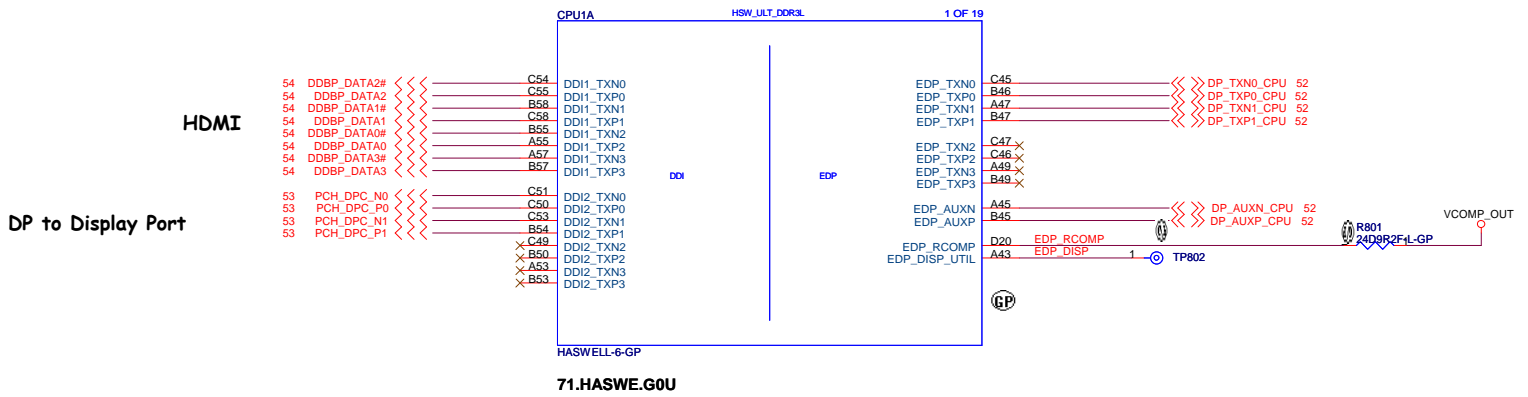 CPU1A HSW_ULT_DDR3L 1 OF 19
54 DDBP_DATA2# C54 DDI1_TXN0 EDP_TXN0 C45 DP_TXN0_CPU 52
54 DDBP_DATA2 C55 DDI1_TXP0 EDP_TXP0 B46 DP_TXP0_CPU 52
54 DDBP_DATA1# B58 DDI1_TXN1 EDP_TXN1 A47 DP_TXN1_CPU 52
54 DDBP_DATA1 C58 DDI1_TXP1 EDP_TXP1 B47 DP_TXP1_CPU 52
HDMI
54 DDBP_DATA0# B55 DDI1_TXN2
54 DDBP_DATA0 A55 DDI1_TXP2 EDP_TXN2 C47
54 DDBP_DATA3# A57 DDI1_TXN3 EDP_TXP2 C46
54 DDBP_DATA3 B57 DDI1_TXP3 EDP_TXN3 A49
DDI EDP
EDP_TXP3 B49
53 PCH_DPC_N0 C51 DDI2_TXN0
53 PCH_DPC_P0 C50 DDI2_TXP0 EDP_AUXN A45 DP_AUXN_CPU 52
DP to Display Port
53 PCH_DPC_N1 C53 DDI2_TXN1 EDP_AUXP B45 DP_AUXP_CPU 52
VCOMP_OUT
53 PCH_DPC_P1 B54 DDI2_TXP1
R801
C49 DDI2_TXN2 EDP_RCOMP D20 EDP_RCOMP 24D9R2F-L-GP 1
B50 DDI2_TXP2 EDP_DISP_UTIL A43 EDP_DISP 1 TP802
A53 DDI2_TXN3
B53 DDI2_TXP3
GP
HASWELL-6-GP
71.HASWE.G0U